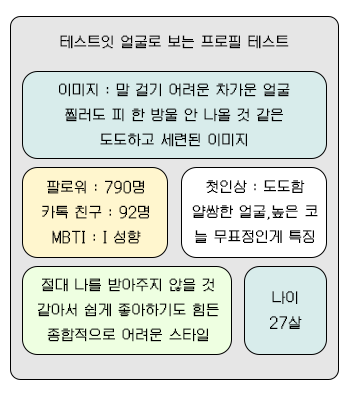 테스트잇 얼굴로 보는 프로필 테스트
이미지 : 말 걸기 어려운 차가운 얼굴
찔러도 피 한 방울 안 나올 것 같은
도도하고 세련된 이미지
팔로워 : 790명
카톡 친구 : 92명
MBTI : I 성향
첫인상 : 도도함
얄쌍한 얼굴,높은 코
늘 무표정인게 특징
절대 나를 받아주지 않을 것
같아서 쉽게 좋아하기도 힘든
종합적으로 어려운 스타일
나이
27살